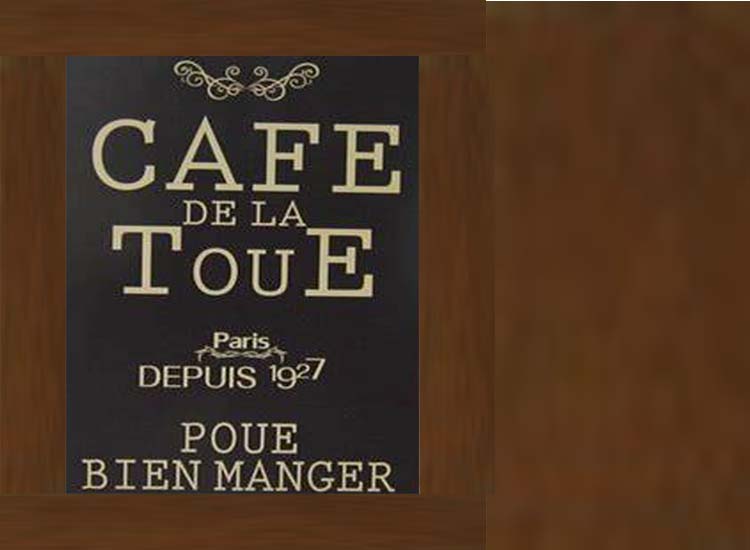 CAFE
DE LA
TOUE
Paris
DEPUIS 1927
POUE
BIEN MANGER